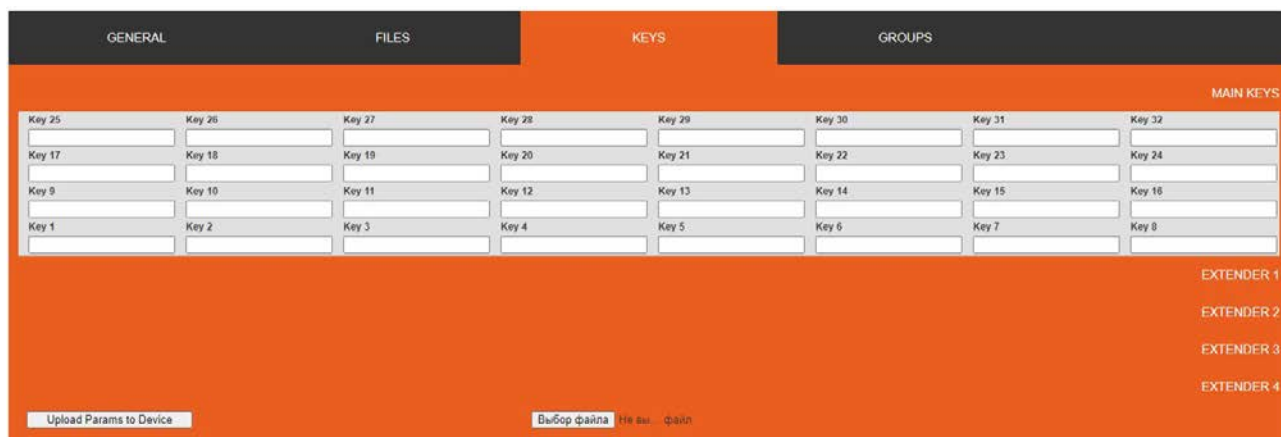 GENERAL FILES KEYS GROUPS
MAIN KEYS
Key 25 Key 26 Key 27 Key 28 Key 29 Key 30 Key 31 Key 32
Key 17 Key 18 Key 19 Key 20 Key 21 Key 22 Key 23 Key 24
Key 9 Key 10 Key 11 Key 12 Key 13 Key 14 Key 15 Key 16
Key 1 Key 2 Key 3 Key 4 Key 5 Key 6 Key 7 Key 8
EXTENDER 1
EXTENDER 2
EXTENDER 3
EXTENDER 4
Upload Params to Device Выбор файла Не вы... файл